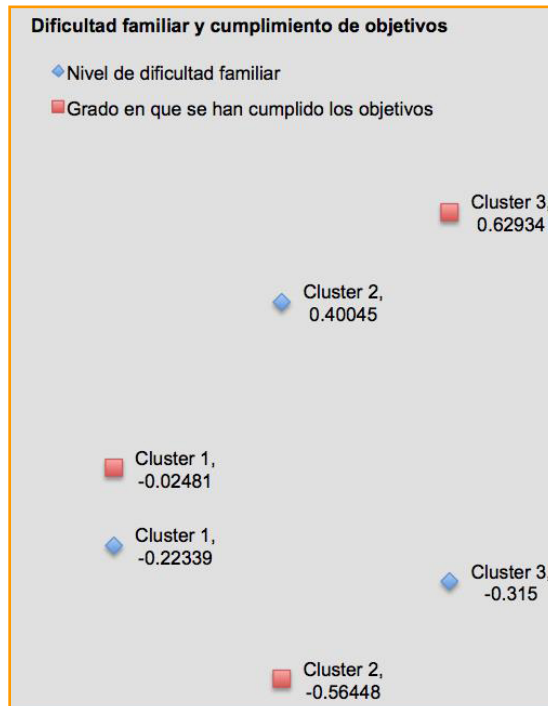 Dificultad familiar y cumplimiento de objetivos
Nivel de dificultad familiar
Grado en que se han cumplido los objetivos
Cluster 3,
0.62934
Cluster 2,
0.40045
Cluster 1,
-0.02481
Cluster 1,
-0.22339
Cluster 3,
-0.315
Cluster 2,
-0.56448